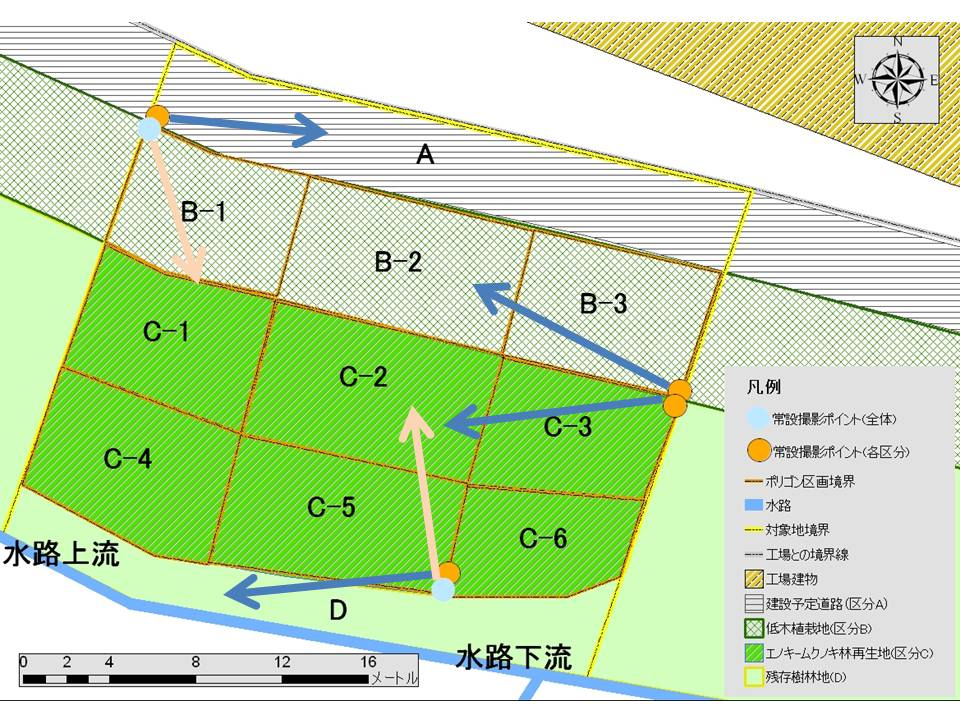 N
W E
S
A
B-1
B-2
B-3
C-1
C-2
C-3
C-4
C-5
C-6
水路上流
D
水路下流
0 2 4 8 12 16
メートル
凡例
常設撮影ポイント(全体)
常設撮影ポイント(各区分)
ポリゴン区画境界
水路
対象地境界
工場との境界線
工場建物
建設予定道路(区分A)
低木植栽地(区分B)
エノキームクノキ林再生地(区分C)
残存樹林地(D)